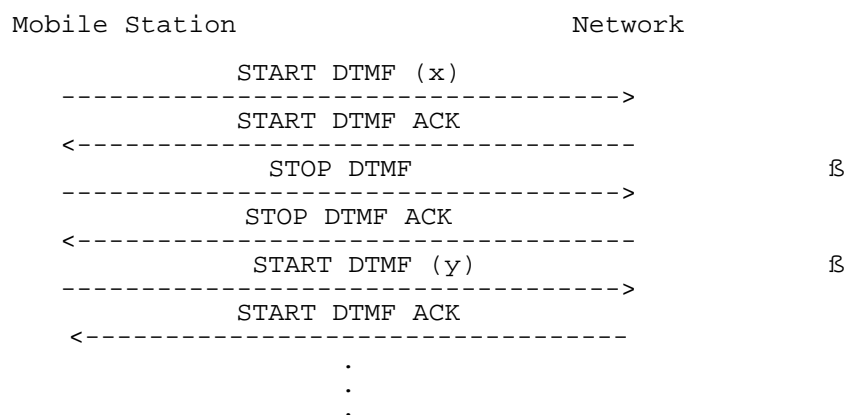 Mobile Station Network
START DTMF (x)
----------------------------------->
START DTMF ACK
<-----------------------------------
STOP DTMF ß
----------------------------------->
STOP DTMF ACK
<-----------------------------------
START DTMF (y) ß
----------------------------------->
START DTMF ACK
<----------------------------------
.
.
.